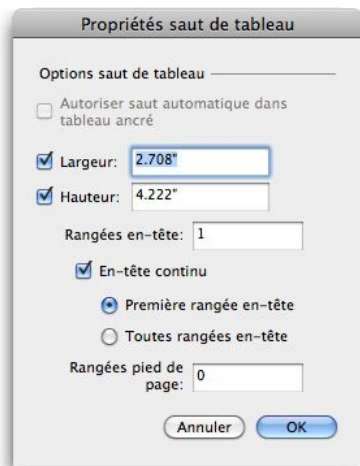 Propriétés saut de tableau
Options saut de tableau
Autoriser saut automatique dans
tableau ancré
Largeur: 2.708"
Hauteur: 4.222"
Rangées en-tête: 1
En-tête continu
Première rangée en-tête
Toutes rangées en-tête
Rangées pied de
page: 0
Annuler OK